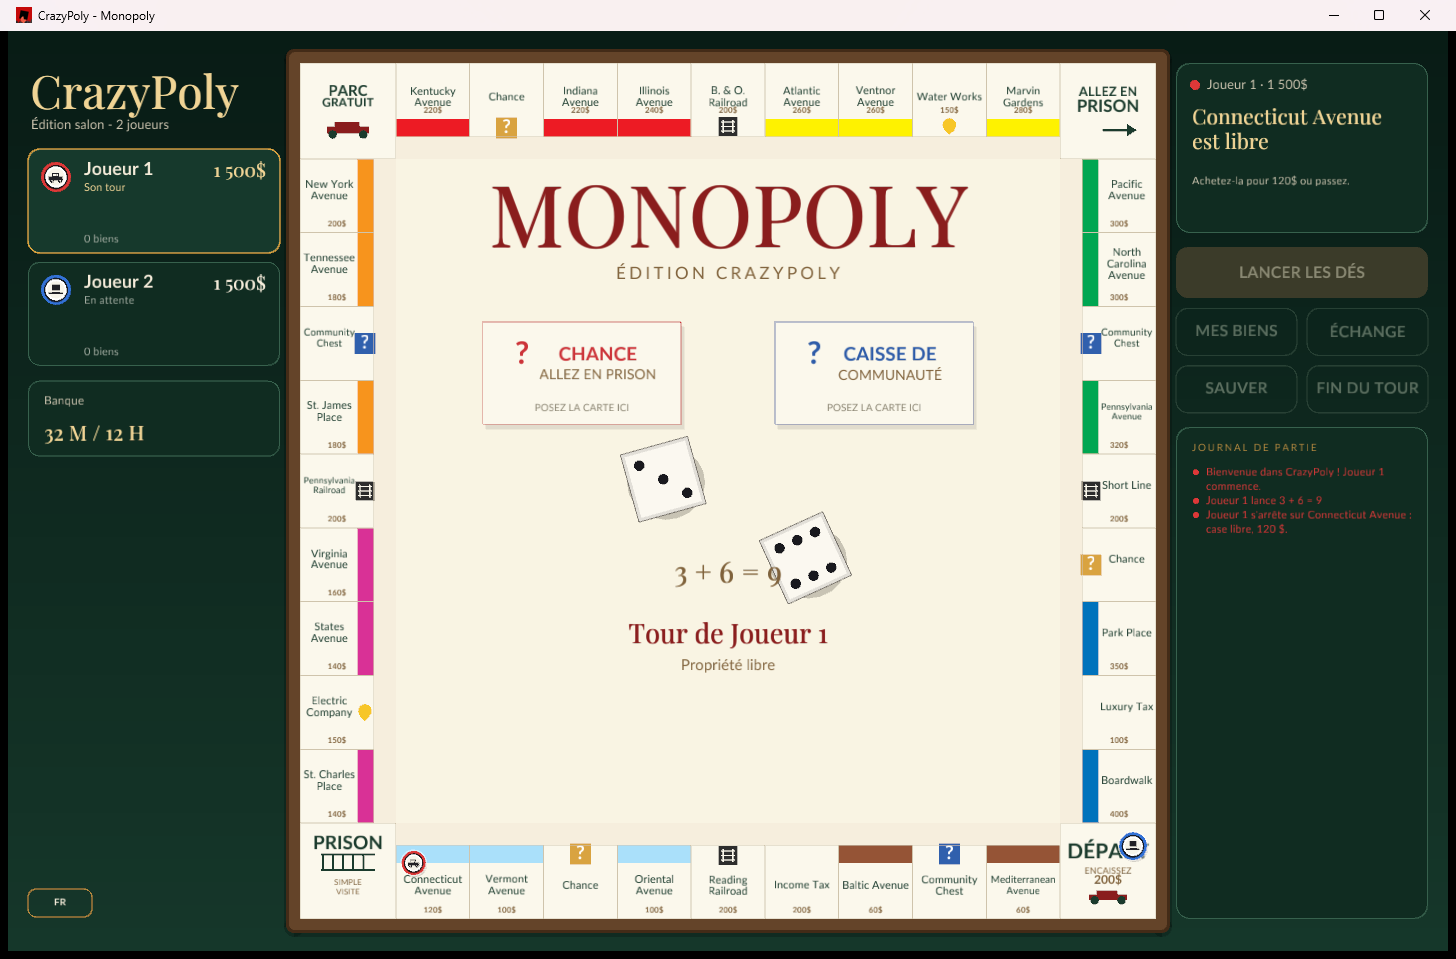 CrazyPoly - Monopoly
CrazyPoly
Édition salon - 2 joueurs
Joueur 1
1 500$
Son tour
0 biens
Joueur 2
1 500$
En attente
0 biens
Banque
32 M / 12 H
FR
PARC
GRATUIT
Kentucky
Avenue
220$
Chance
?
Indiana
Avenue
220$
Illinois
Avenue
240$
B. & O.
Railroad
200$
Atlantic
Avenue
260$
Ventnor
Avenue
260$
Water Works
150$
Marvin
Gardens
280$
ALLEZ EN
PRISON
New York
Avenue
200$
Tennessee
Avenue
180$
Community
Chest
?
St. James
Place
180$
Pennsylvania
Railroad
200$
Virginia
Avenue
160$
States
Avenue
140$
Electric
Company
150$
St. Charles
Place
140$
MONOPOLY
ÉDITION CRAZYPOLY
? CHANCE
ALLEZ EN PRISON
POSEZ LA CARTE ICI
? CAISSE DE
COMMUNAUTÉ
POSEZ LA CARTE ICI
3 + 6 = 9
Tour de Joueur 1
Propriété libre
Pacific
Avenue
300$
North
Carolina
Avenue
300$
Community
Chest
?
Pennsylvania
Avenue
320$
Short Line
200$
Chance
?
Park Place
350$
Luxury Tax
100$
Boardwalk
400$
PRISON
SIMPLE
VISITE
Connecticut
Avenue
120$
Vermont
Avenue
100$
?
Chance
Oriental
Avenue
100$
Reading
Railroad
200$
Income Tax
200$
Baltic Avenue
60$
?
Community
Chest
Mediterranean
Avenue
60$
DÉPA
ENCAISSEZ
200$
Joueur 1 · 1 500$
Connecticut Avenue
est libre
Achetez-la pour 120$ ou passez.
LANCER LES DÉS
MES BIENS
ÉCHANGE
SAUVER
FIN DU TOUR
JOURNAL DE PARTIE
Bienvenue dans CrazyPoly ! Joueur 1
commence.
Joueur 1 lance 3 + 6 = 9
Joueur 1 s'arrête sur Connecticut Avenue :
case libre, 120 $.